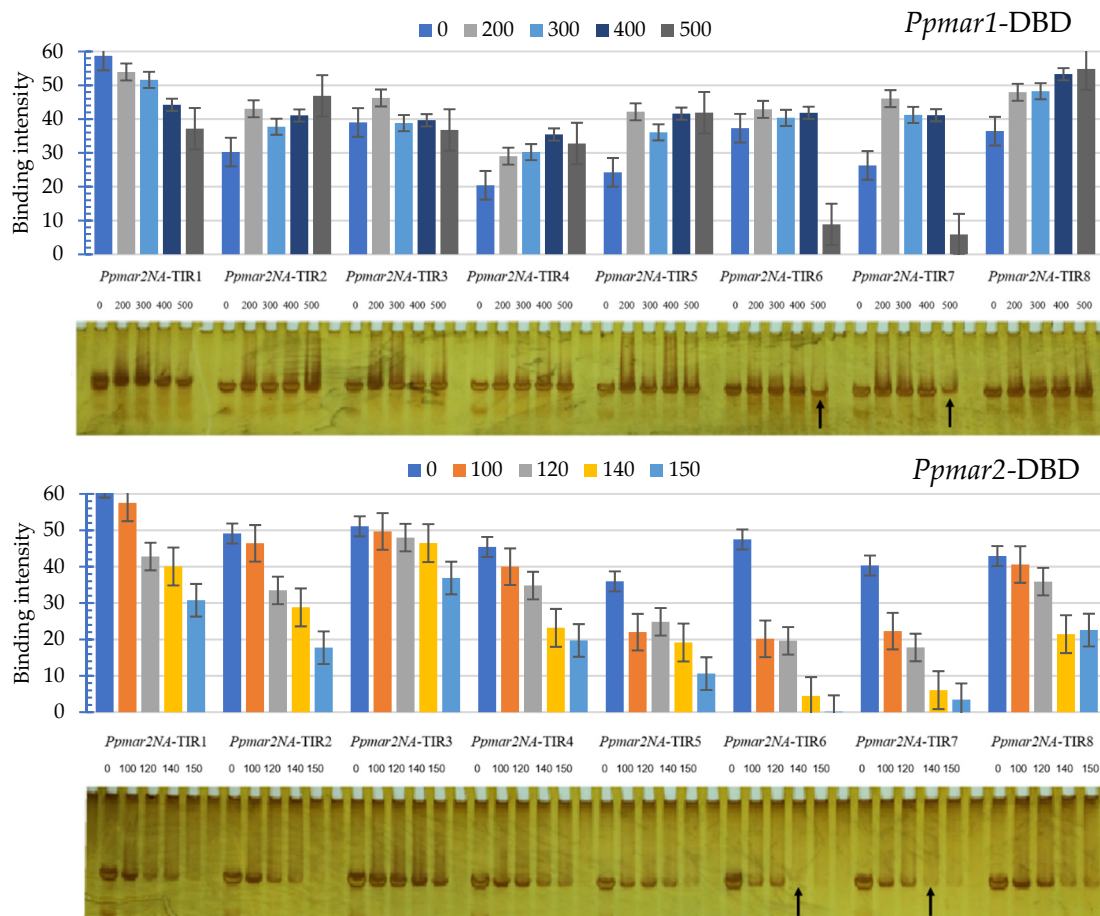 0 200 300 400 500
Ppmar1-DBD
Binding intensity
60
50
40
30
20
10
0
Ppmar2NA-TIR1 Ppmar2NA-TIR2 Ppmar2NA-TIR3 Ppmar2NA-TIR4 Ppmar2NA-TIR5 Ppmar2NA-TIR6 Ppmar2NA-TIR7 Ppmar2NA-TIR8
0 200 300 400 500 0 200 300 400 500 0 200 300 400 500 0 200 300 400 500 0 200 300 400 500 0 200 300 400 500 0 200 300 400 500 0 200 300 400 500
0 100 120 140 150
Ppmar2-DBD
Binding intensity
60
50
40
30
20
10
0
Ppmar2NA-TIR1 Ppmar2NA-TIR2 Ppmar2NA-TIR3 Ppmar2NA-TIR4 Ppmar2NA-TIR5 Ppmar2NA-TIR6 Ppmar2NA-TIR7 Ppmar2NA-TIR8
0 100 120 140 150 0 100 120 140 150 0 100 120 140 150 0 100 120 140 150 0 100 120 140 150 0 100 120 140 150 0 100 120 140 150 0 100 120 140 150